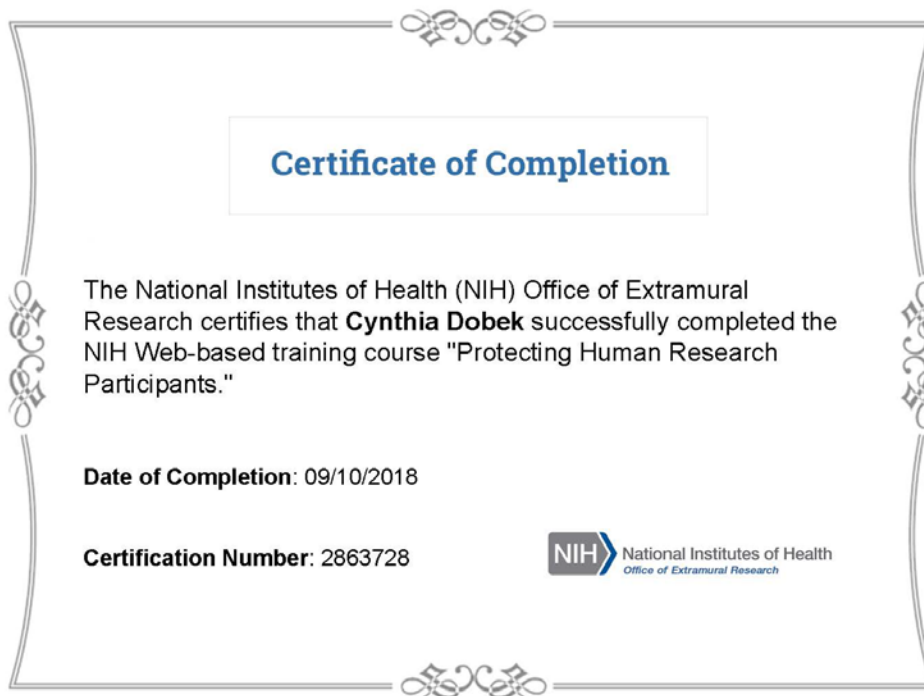 Certificate of Completion
The National Institutes of Health (NIH) Office of Extramural
Research certifies that Cynthia Dobek successfully completed the
NIH Web-based training course "Protecting Human Research
Participants."
Date of Completion: 09/10/2018
Certification Number: 2863728
NIH National Institutes of Health
Office of Extramural Research